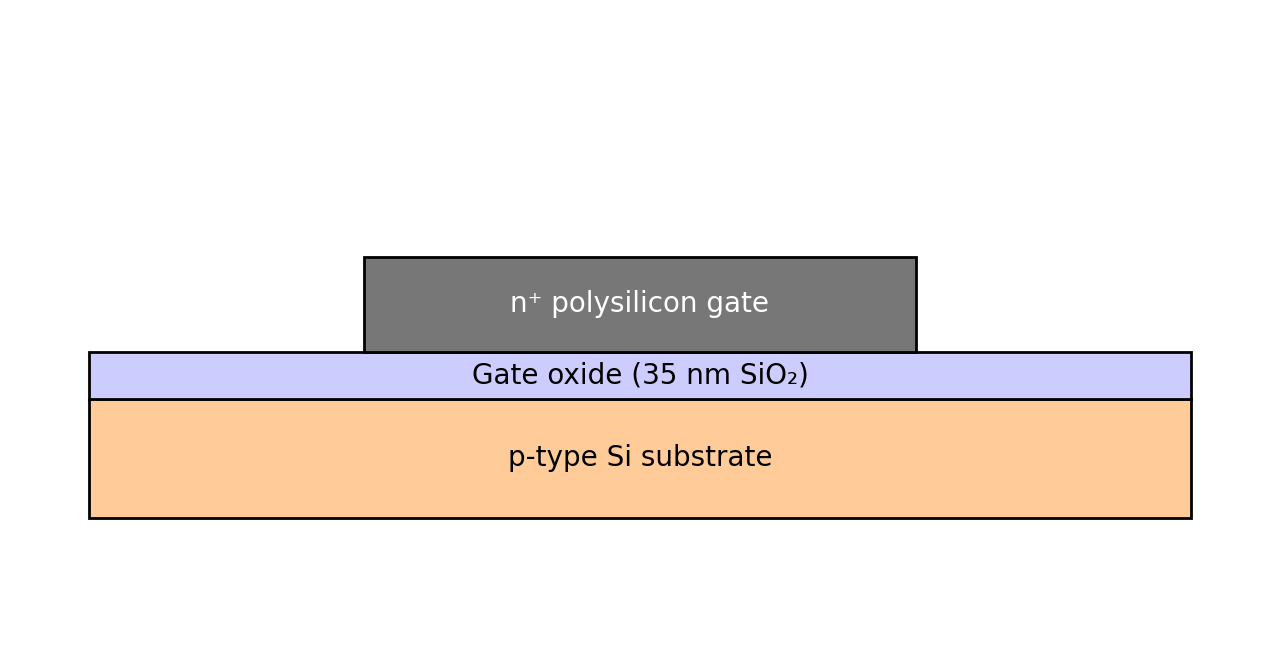 n⁺ polysilicon gate
Gate oxide (35 nm SiO₂)
p-type Si substrate